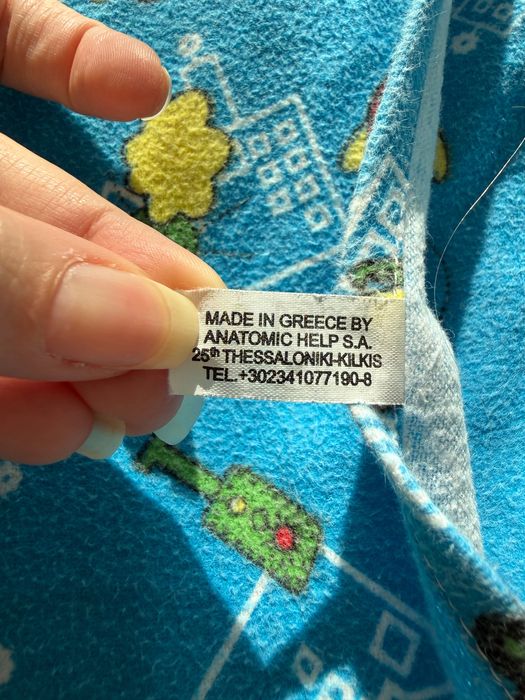 MADE IN GREECE BY
ANATOMIC HELP S.A.
25th THESSALONIKI-KILKIS
TEL.+302341077190-8